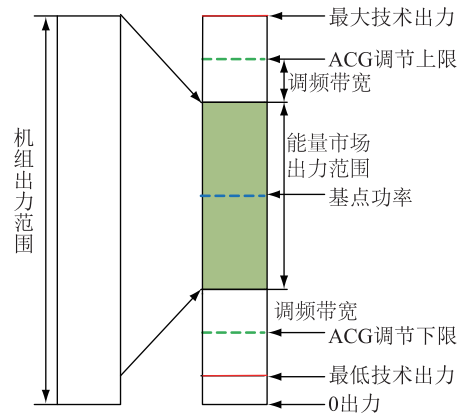 最大技术出力
ACG调节上限
调频带宽
能量市场
出力范围
机组出力范围
基点功率
调频带宽
ACG调节下限
最低技术出力
0出力